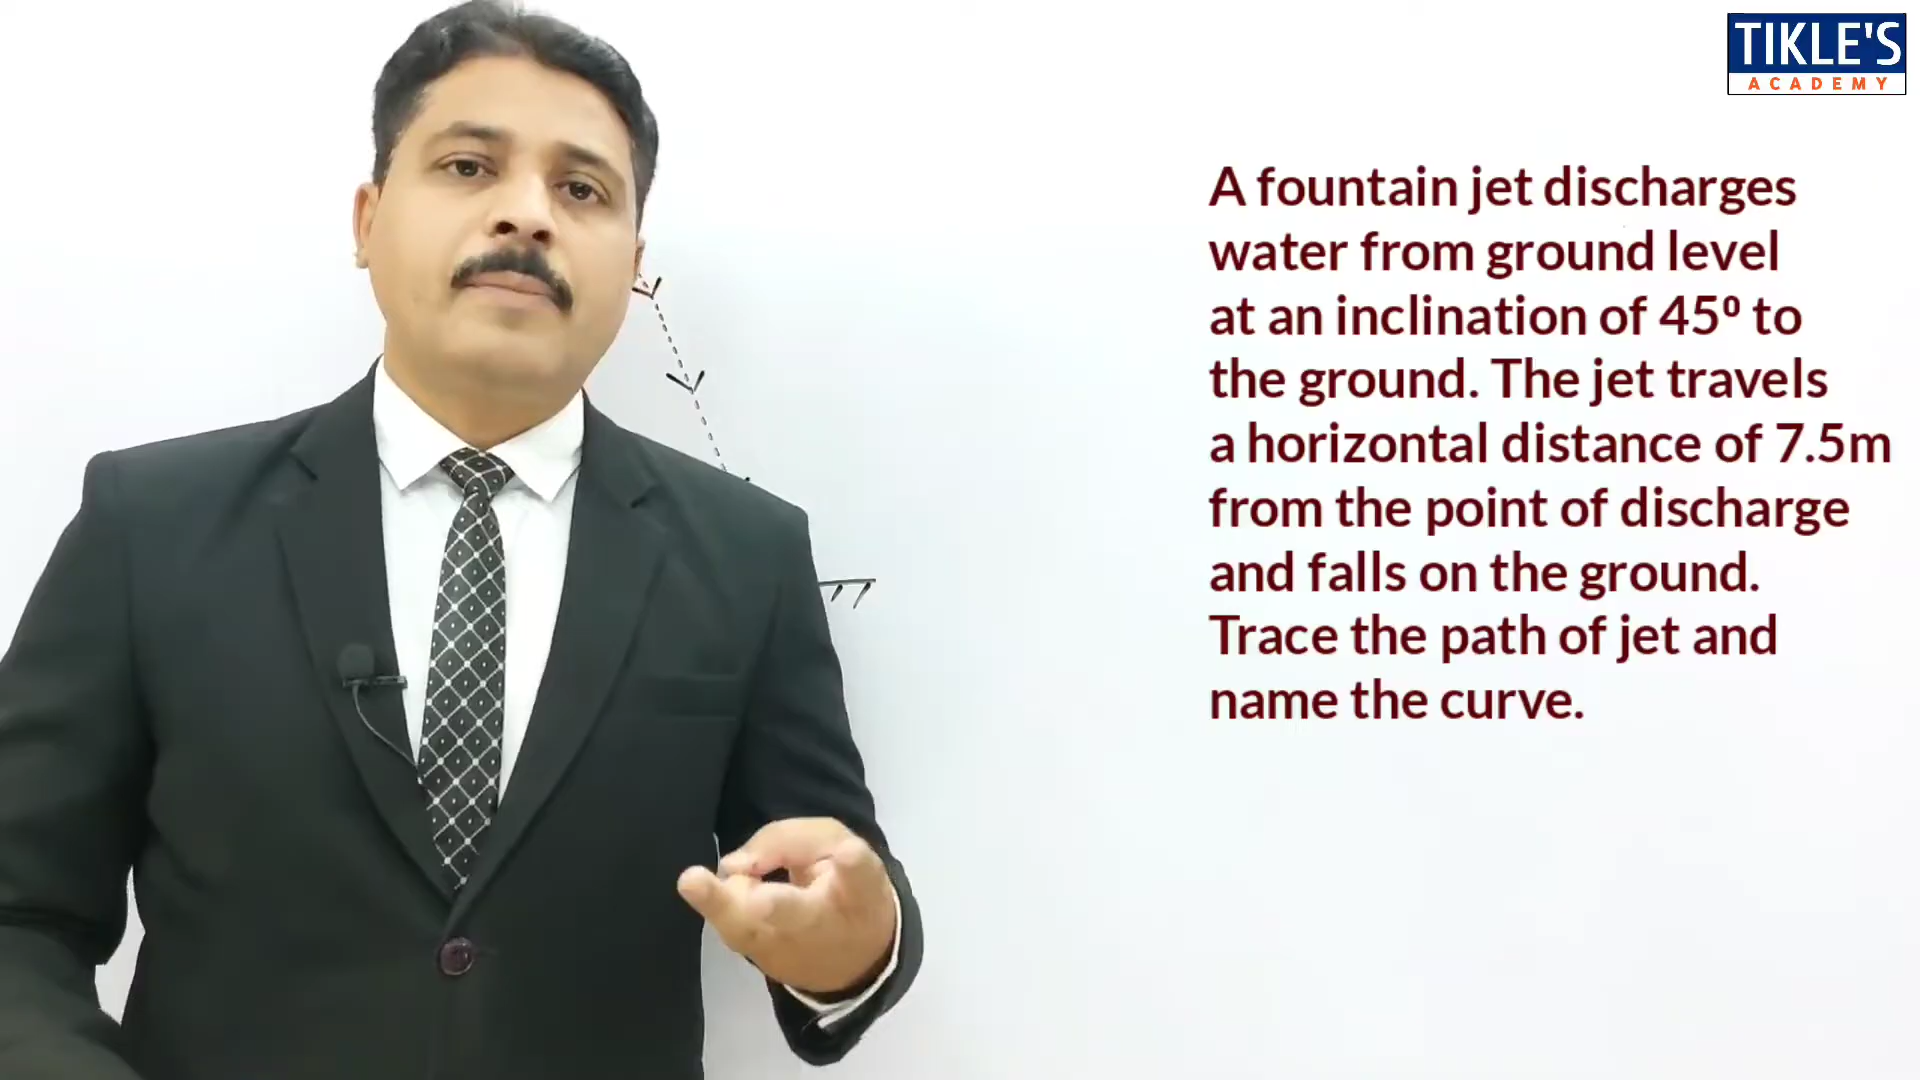 TIKLE'S
ACADEMY
A fountain jet discharges
water from ground level
at an inclination of 45⁰ to
the ground. The jet travels
a horizontal distance of 7.5m
from the point of discharge
and falls on the ground.
Trace the path of jet and
name the curve.